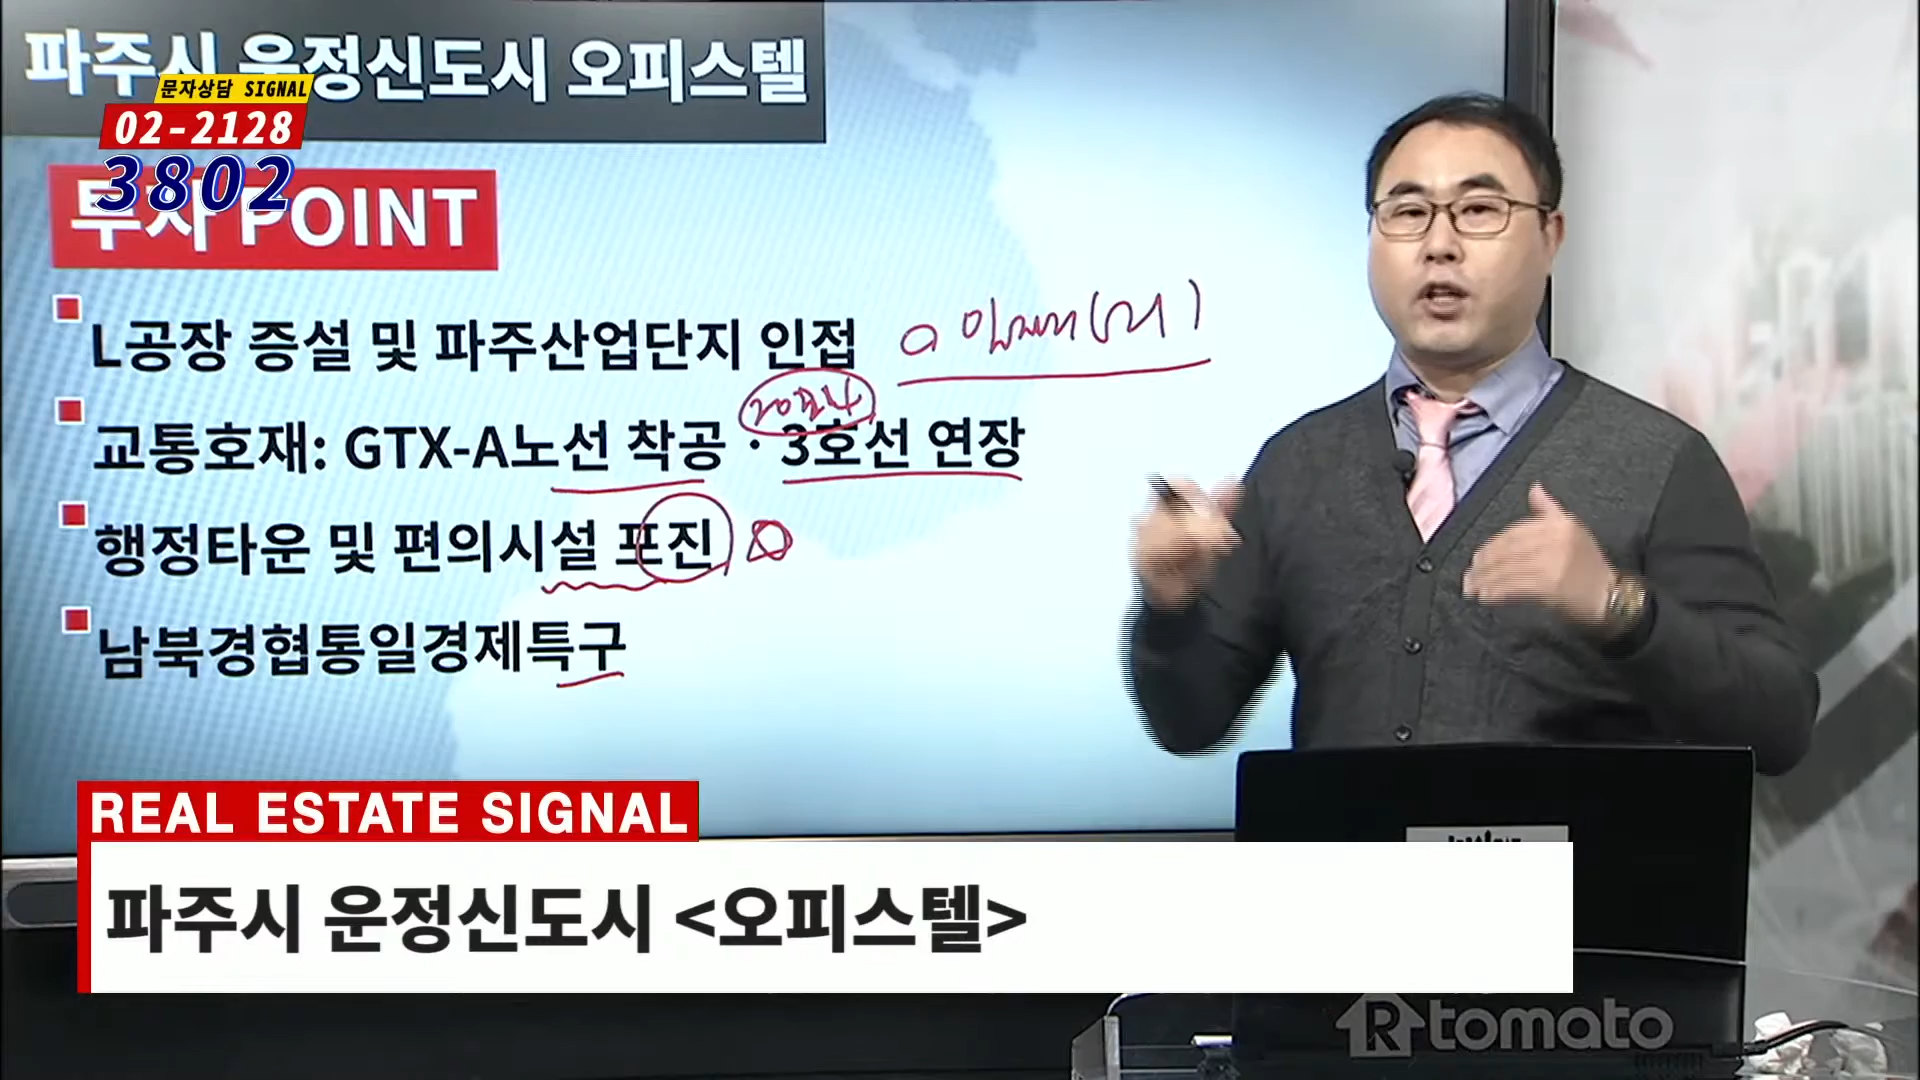 파주시 운정신도시 오피스텔
문자상담 SIGNAL
02-2128
3802
투자 POINT
L공장 증설 및 파주산업단지 인접
교통호재: GTX-A노선 착공 · 3호선 연장
행정타운 및 편의시설 포진
남북경협통일경제특구
REAL ESTATE SIGNAL
파주시 운정신도시 <오피스텔>
R tomato